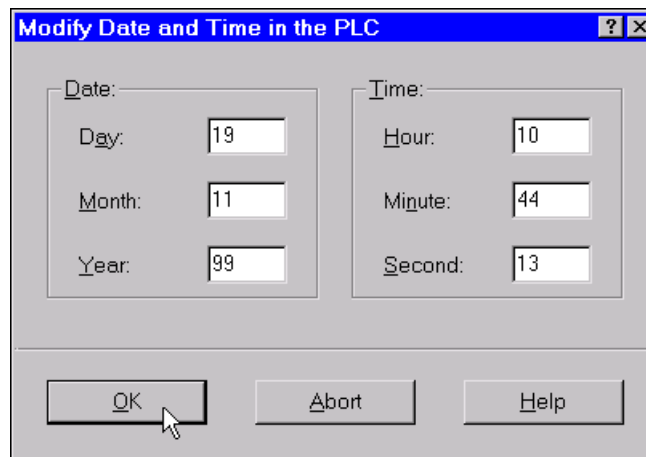 Modify Date and Time in the PLC
Date:
Day: 19
Month: 11
Year: 99
Time:
Hour: 10
Minute: 44
Second: 13
OK Abort Help